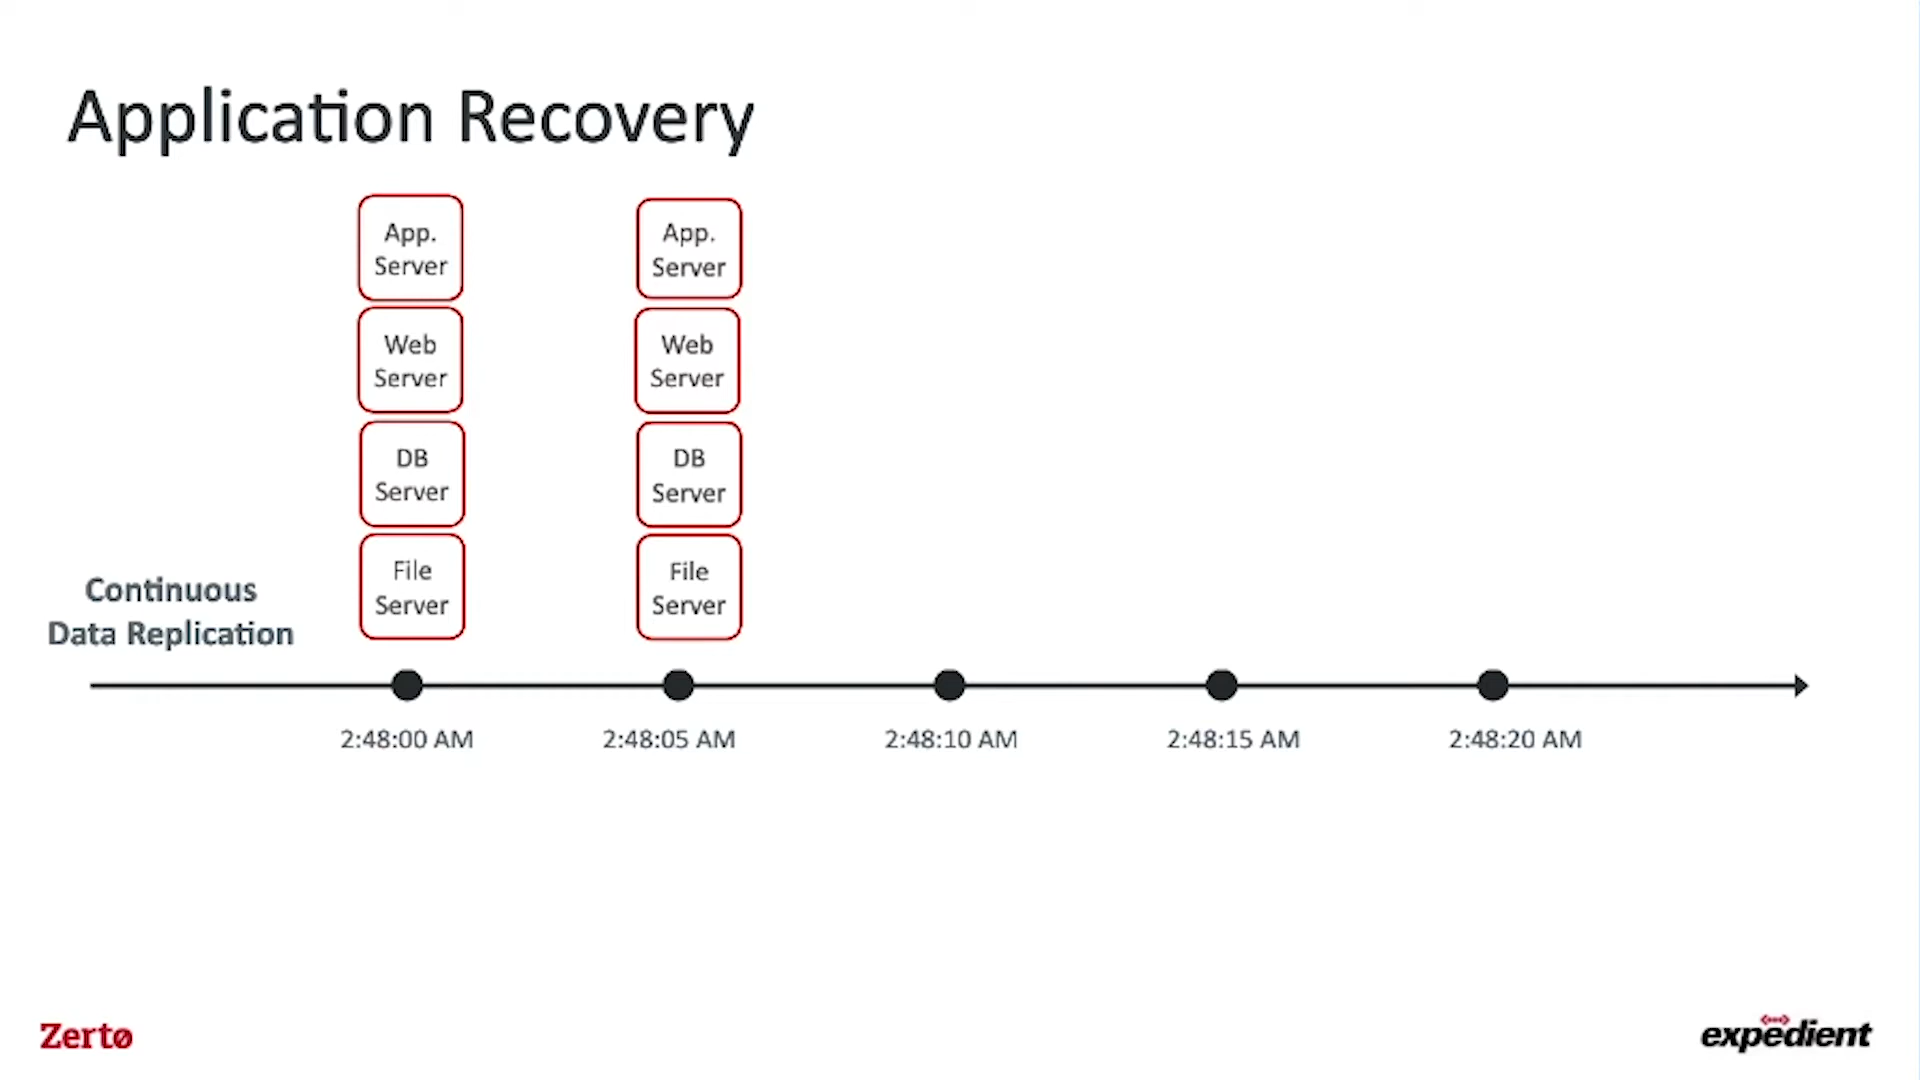 Application Recovery
App.
Server
App.
Server
Web
Server
Web
Server
DB
Server
DB
Server
File
Server
File
Server
Continuous
Data Replication
2:48:00 AM
2:48:05 AM
2:48:10 AM
2:48:15 AM
2:48:20 AM
Zertø
expedient